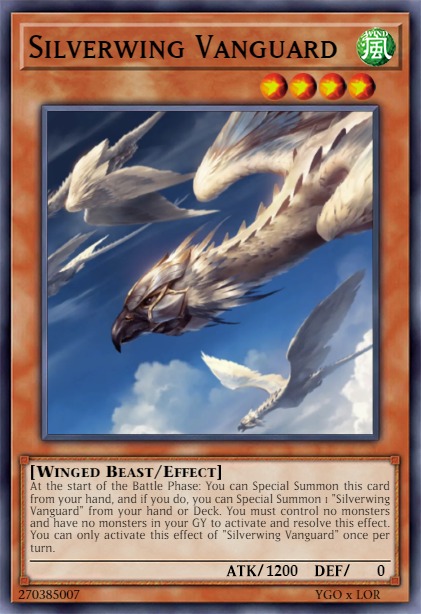 SILVERWING VANGUARD
WIND
風
[WINGED BEAST/EFFECT]
At the start of the Battle Phase: You can Special Summon this card
from your hand, and if you do, you can Special Summon 1 "Silverwing
Vanguard" from your hand or Deck. You must control no monsters
and have no monsters in your GY to activate and resolve this effect.
You can only activate this effect of "Silverwing Vanguard" once per
turn.
ATK/1200 DEF/ 0
270385007 YGO x LOR